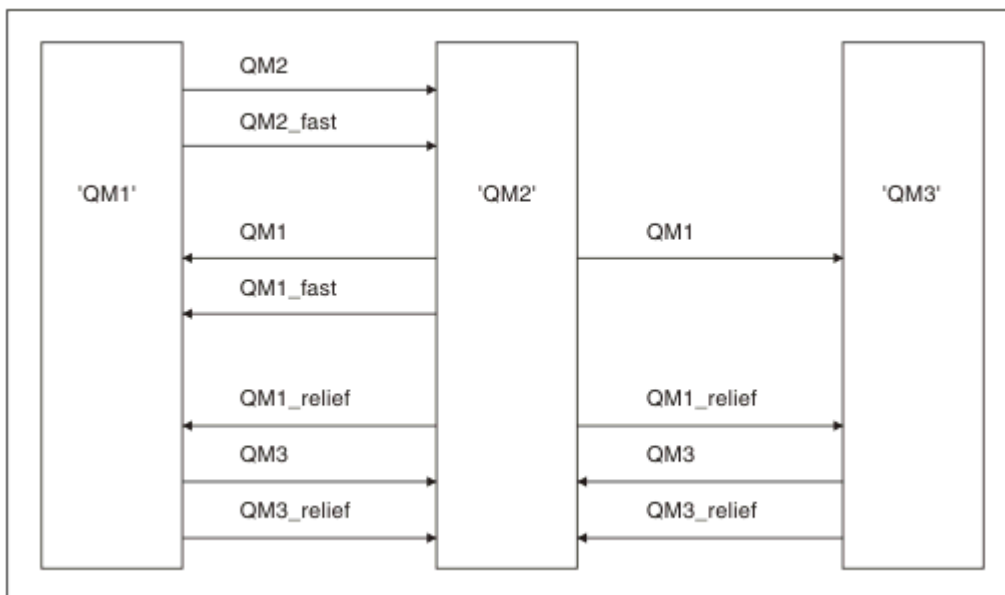 QM2
QM2_fast
'QM1' 'QM2' 'QM3'
QM1 QM1
QM1_fast
QM1_relief QM1_relief
QM3 QM3
QM3_relief QM3_relief